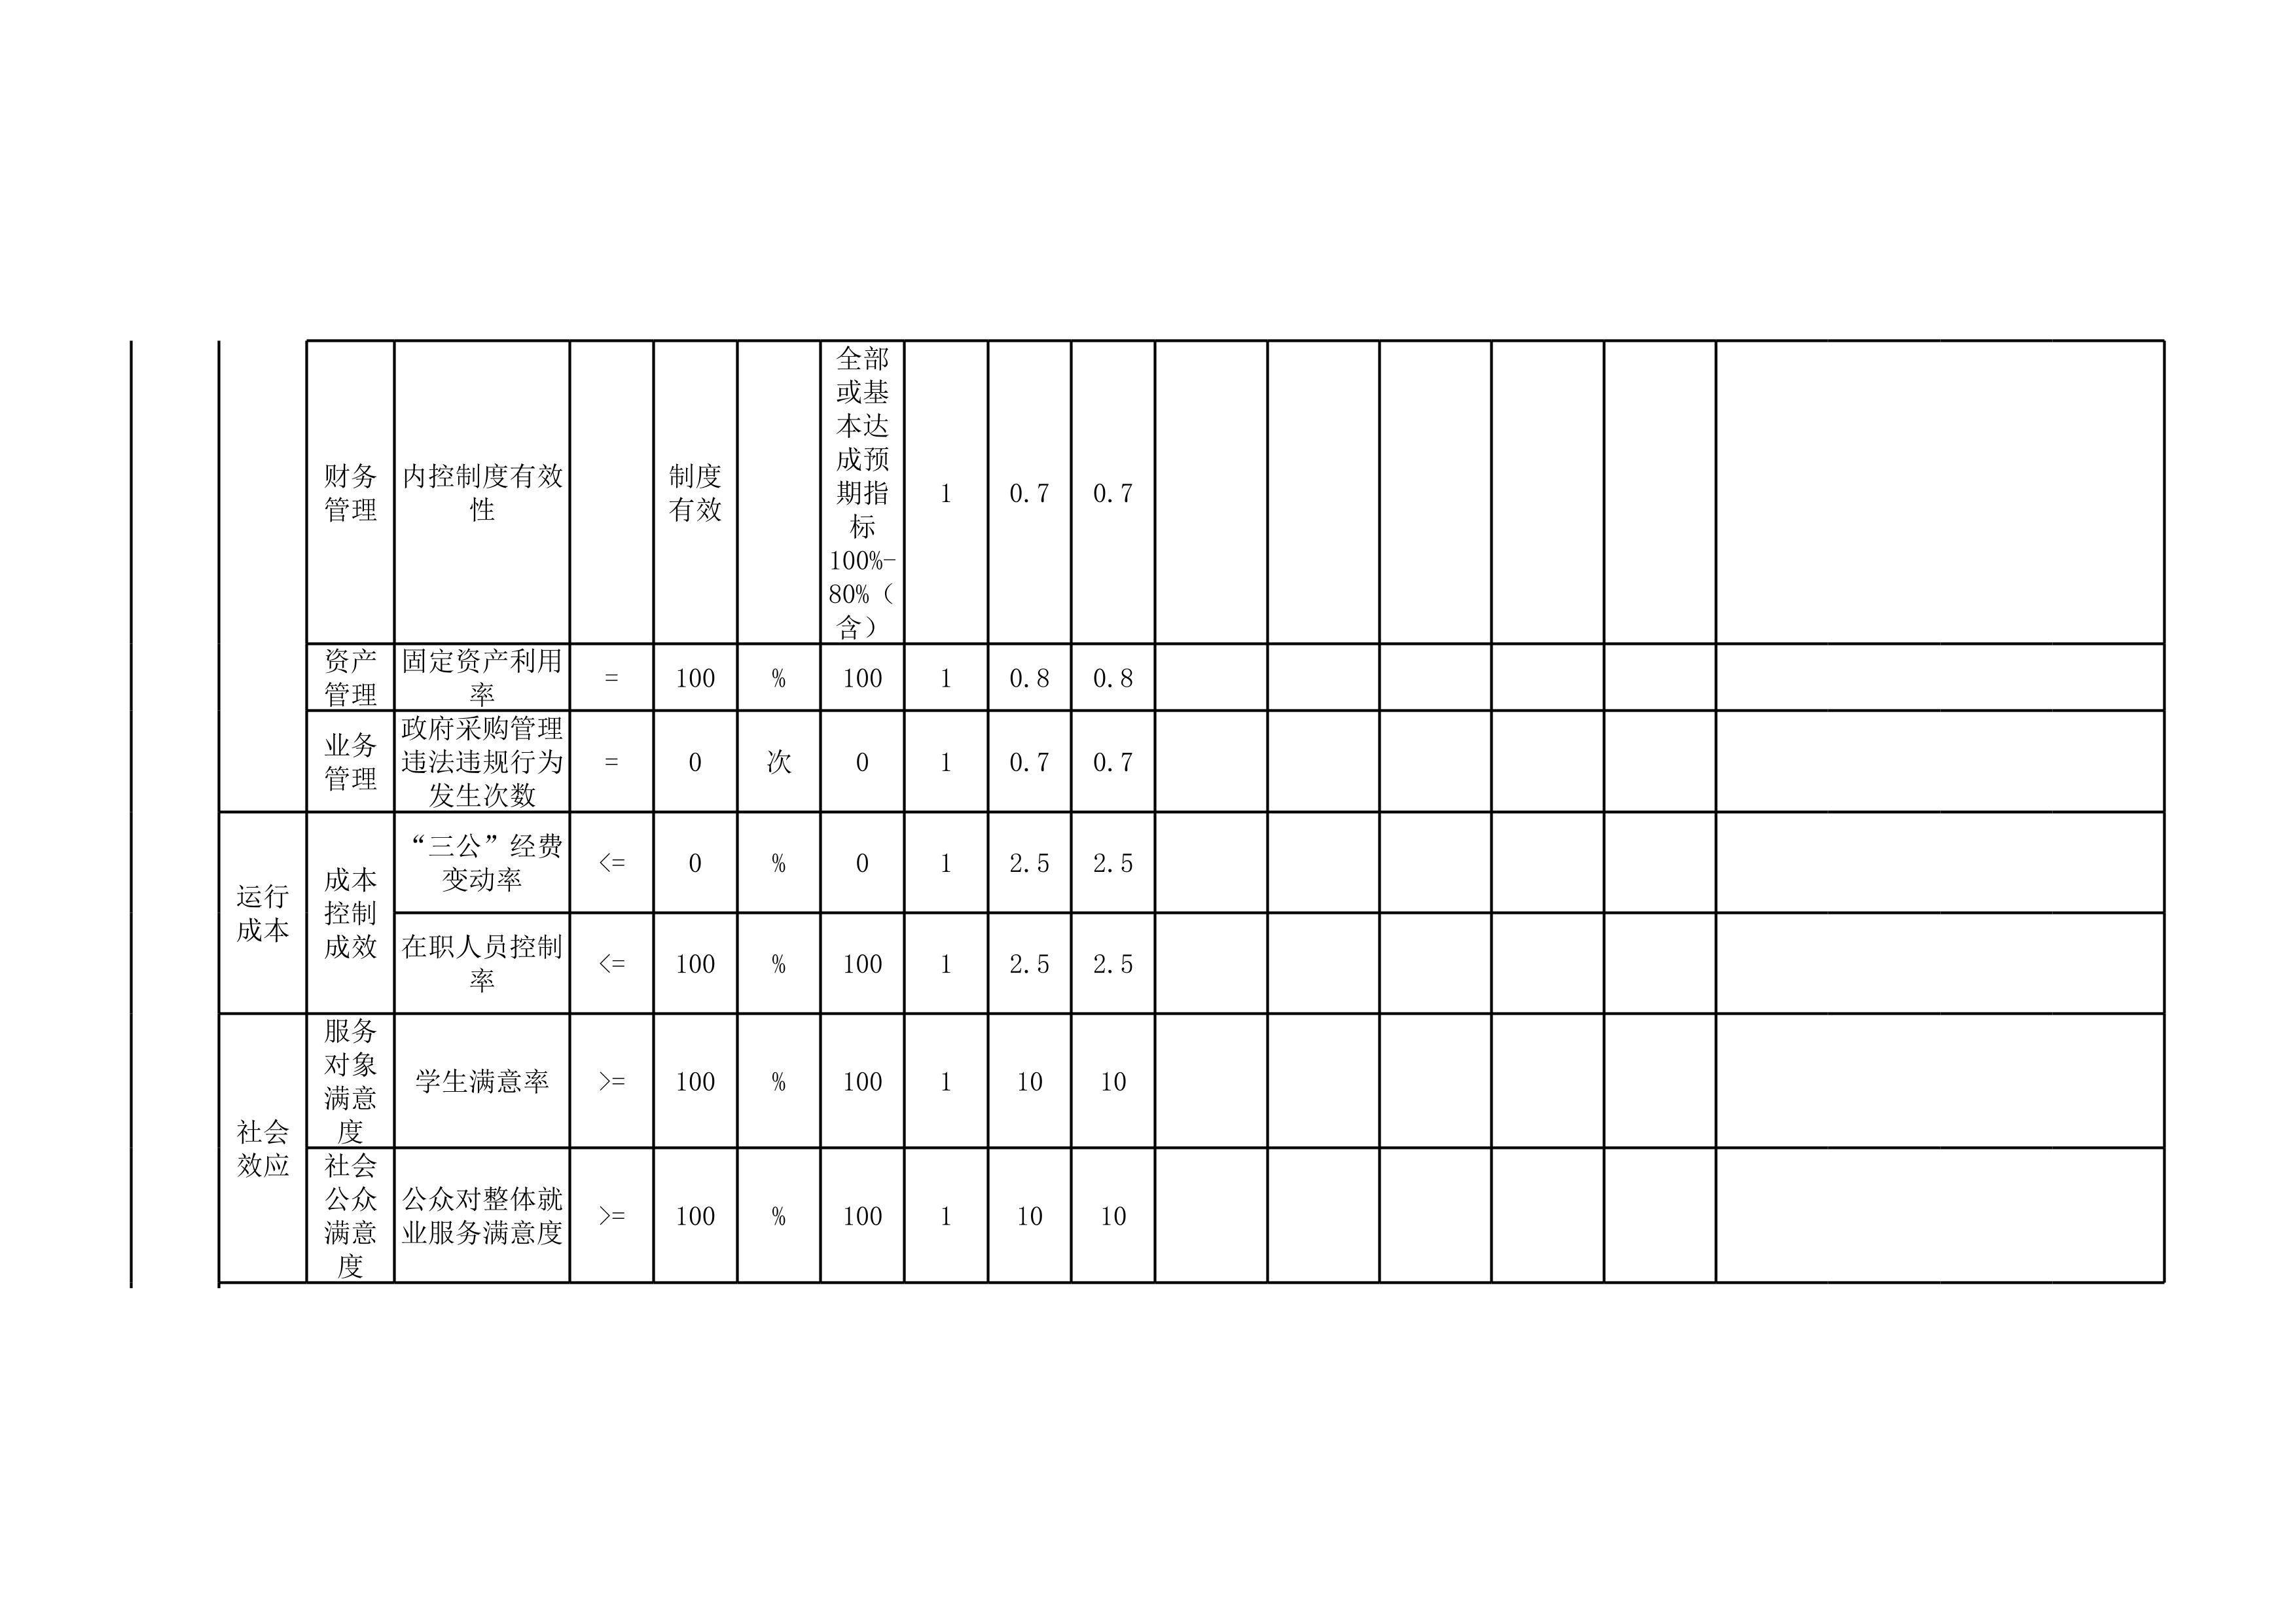 财务
管理
内控制度有效
性
制度
有效
全部
或基
本达
成预
期指
标
100%-
80%（
含）
1
0.7
0.7
资产
管理
固定资产利用
率
=
100
%
100
1
0.8
0.8
业务
管理
政府采购管理
违法违规行为
发生次数
=
0
次
0
1
0.7
0.7
运行
成本
成本
控制
成效
“三公”经费
变动率
<=
0
%
0
1
2.5
2.5
在职人员控制
率
<=
100
%
100
1
2.5
2.5
社会
效应
服务
对象
满意
度
学生满意率
>=
100
%
100
1
10
10
社会
公众
满意
度
公众对整体就
业服务满意度
>=
100
%
100
1
10
10